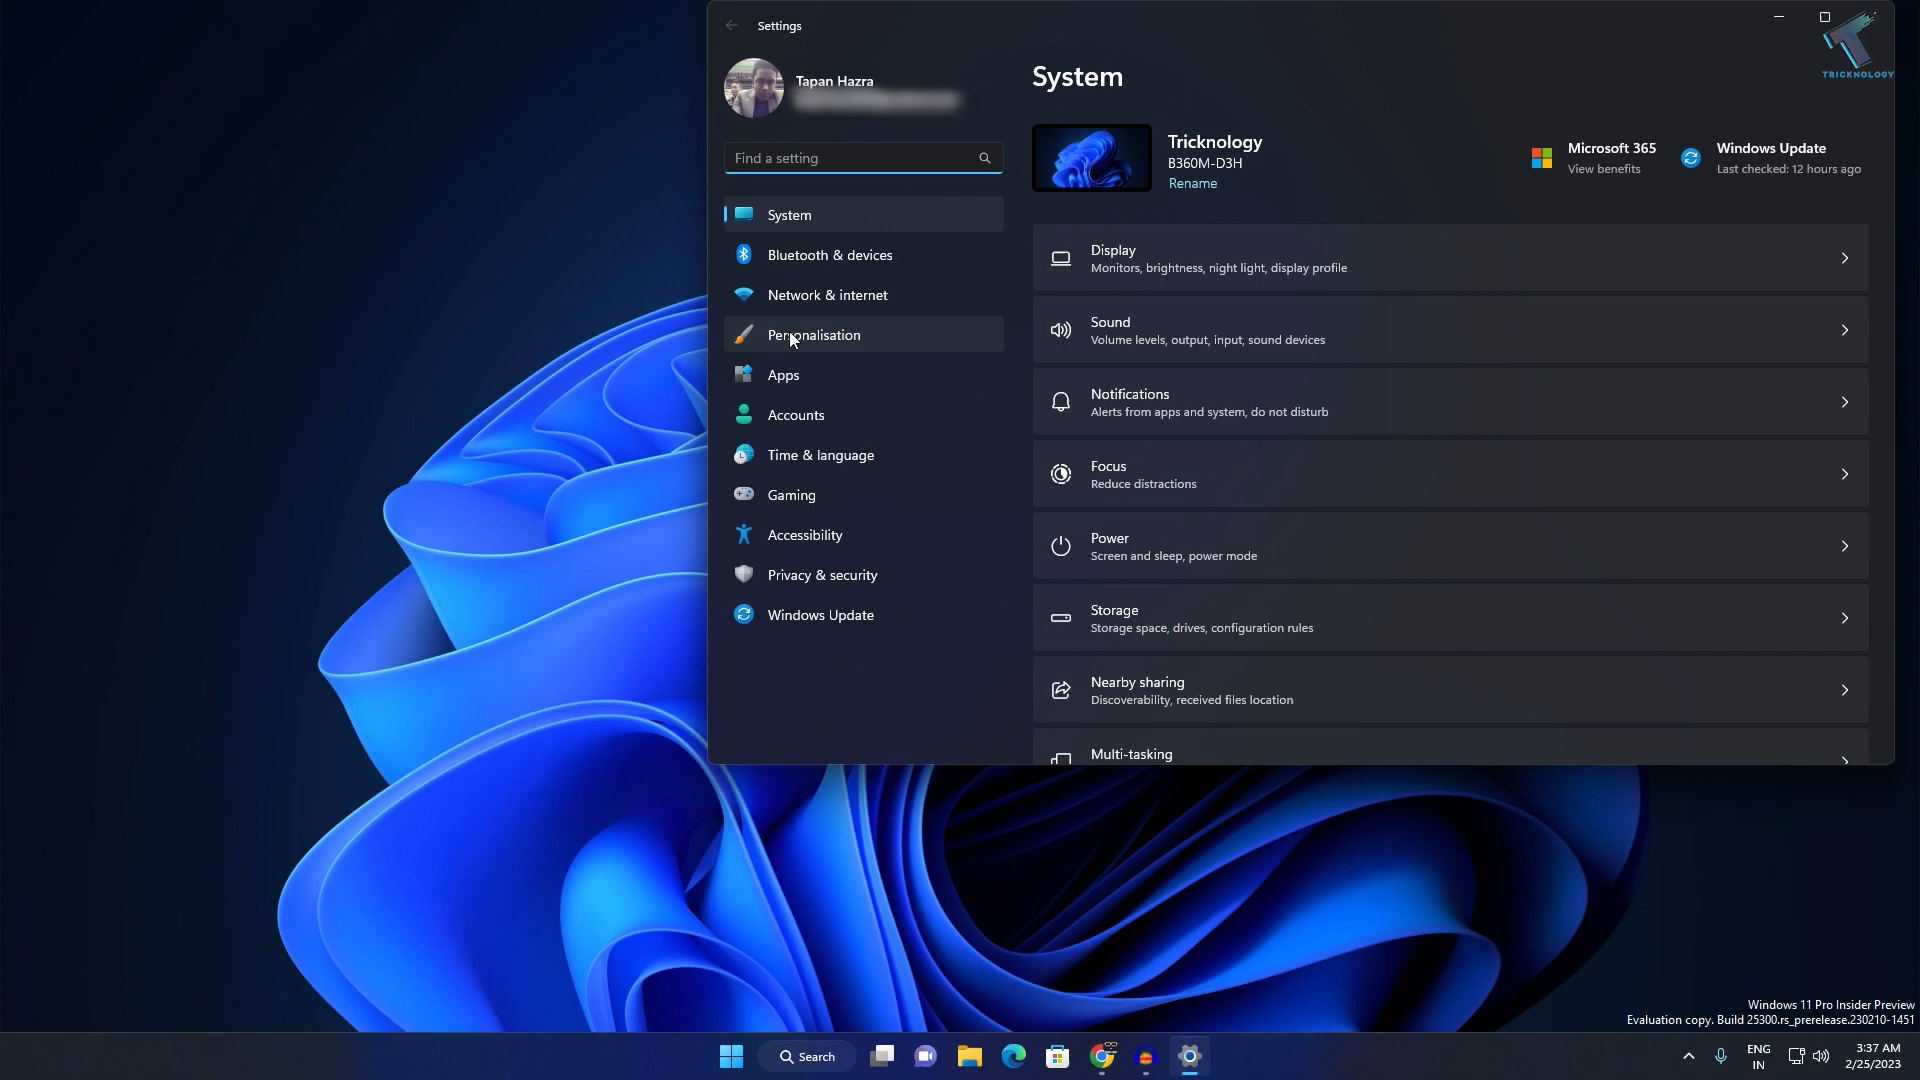 Settings
TRICKNOLOGY
Tapan Hazra
Find a setting
System
Bluetooth & devices
Network & internet
Personalisation
Apps
Accounts
Time & language
Gaming
Accessibility
Privacy & security
Windows Update
System
Tricknology
B360M-D3H
Rename
Microsoft 365
View benefits
Windows Update
Last checked: 12 hours ago
Display
Monitors, brightness, night light, display profile
Sound
Volume levels, output, input, sound devices
Notifications
Alerts from apps and system, do not disturb
Focus
Reduce distractions
Power
Screen and sleep, power mode
Storage
Storage space, drives, configuration rules
Nearby sharing
Discoverability, received files location
Multi-tasking
Windows 11 Pro Insider Preview
Evaluation copy. Build 25300.rs_prerelease.230210-1451
Search
ENG
IN
3:37 AM
2/25/2023